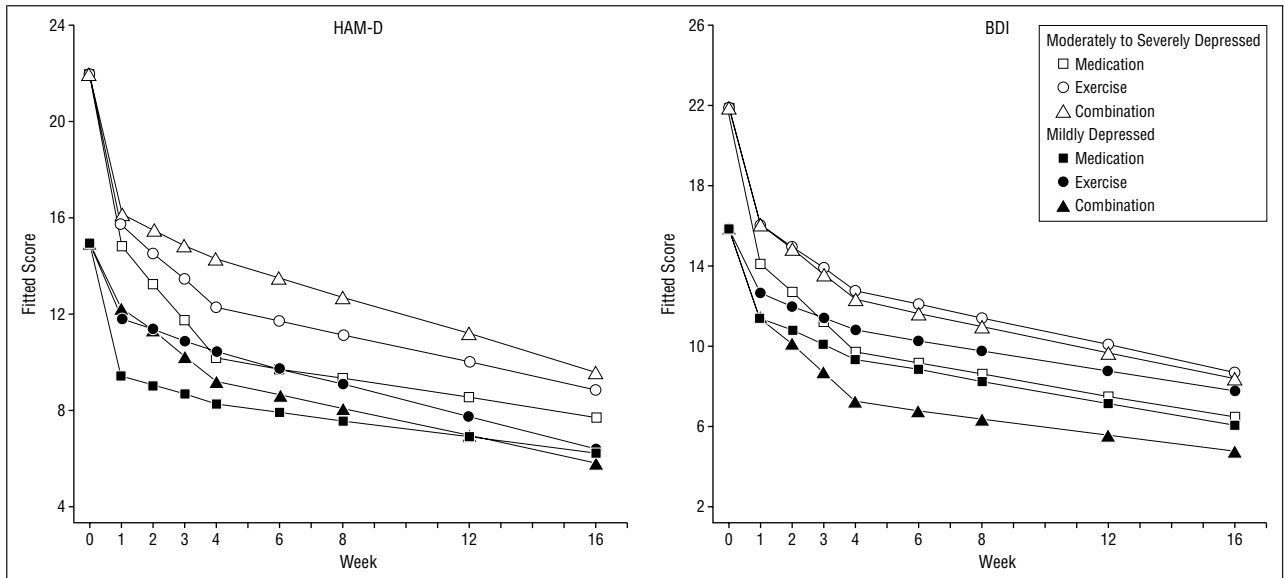 HAM-D
24
20
16
12
8
4
Fitted Score
0 1 2 3 4 6 8 12 16
Week
BDI
26
22
18
14
10
6
2
Fitted Score
0 1 2 3 4 6 8 12 16
Week
Moderately to Severely Depressed
Medication
Exercise
Combination
Mildly Depressed
Medication
Exercise
Combination